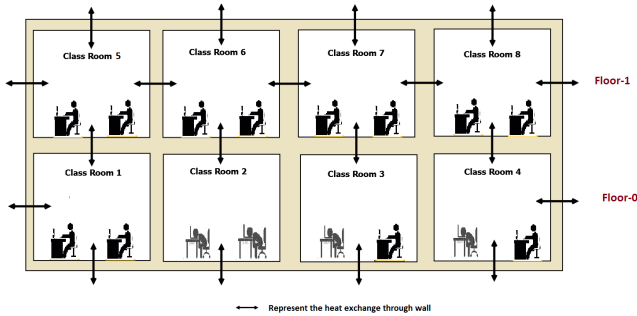 Class Room 5
Class Room 6
Class Room 7
Class Room 8
Floor-1
Class Room 1
Class Room 2
Class Room 3
Class Room 4
Floor-0
Represent the heat exchange through wall